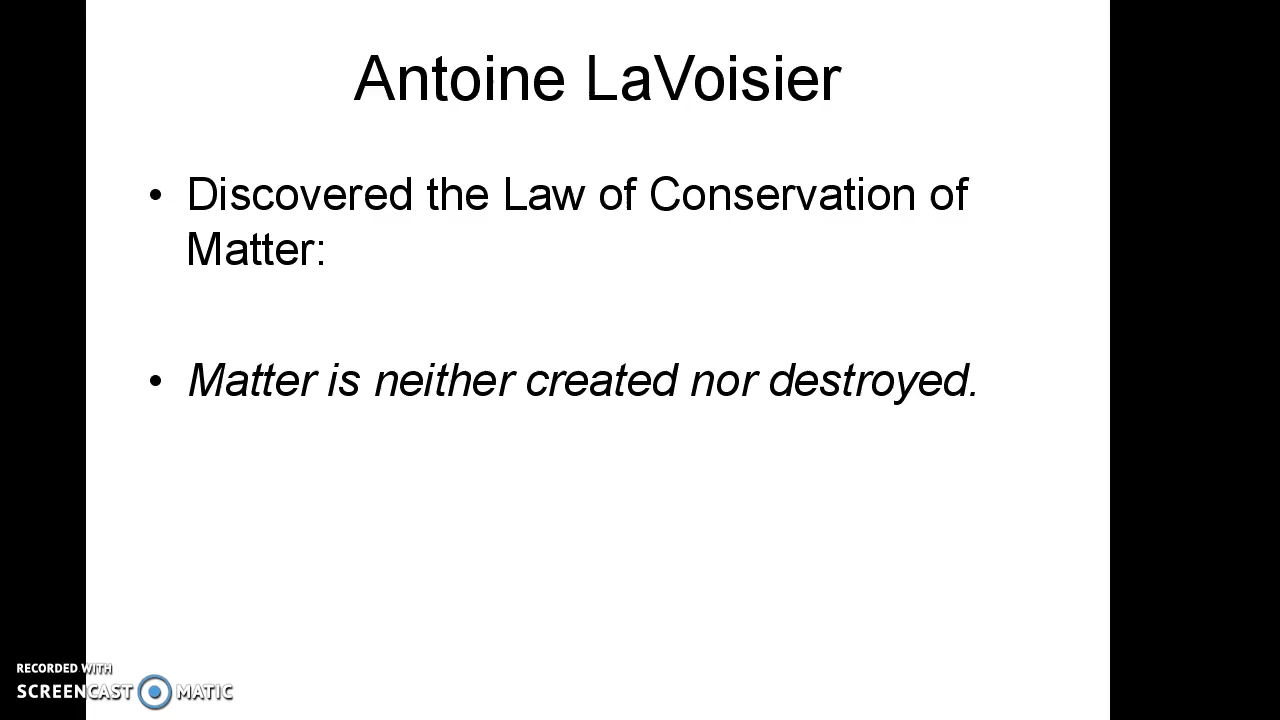 Antoine LaVoisier
• Discovered the Law of Conservation of
Matter:
• Matter is neither created nor destroyed.
RECORDED WITH
SCREENCAST MATIC